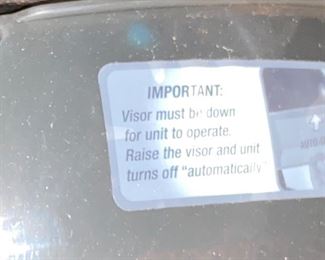 IMPORTANT:
Visor must be down
for unit to operate.
Raise the visor and unit
turns off "automatically"